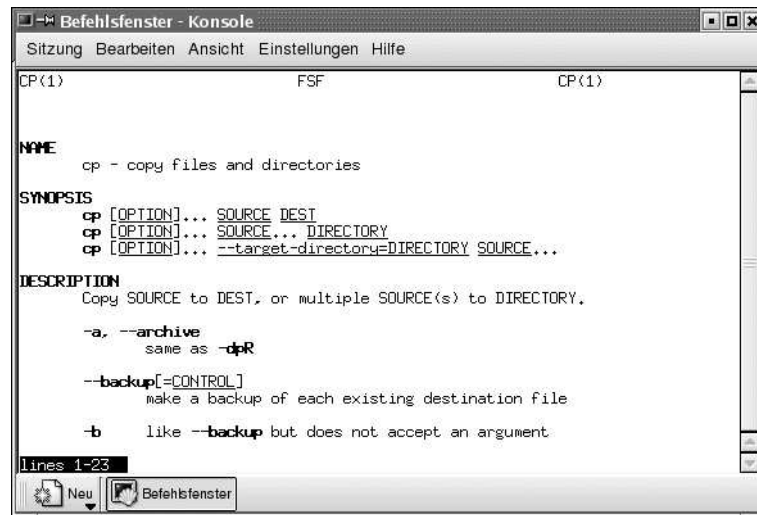 Befehlsfenster - Konsole
Sitzung Bearbeiten Ansicht Einstellungen Hilfe
CP(1) FSF CP(1)
NAME
cp - copy files and directories
SYNOPSIS
cp [OPTION]... SOURCE DEST
cp [OPTION]... SOURCE... DIRECTORY
cp [OPTION]... --target-directory=DIRECTORY SOURCE...
DESCRIPTION
Copy SOURCE to DEST, or multiple SOURCE(s) to DIRECTORY.
-a, --archive
same as -dpR
--backup[=CONTROL]
make a backup of each existing destination file
-b like --backup but does not accept an argument
lines 1-23
Neu Befehlsfenster